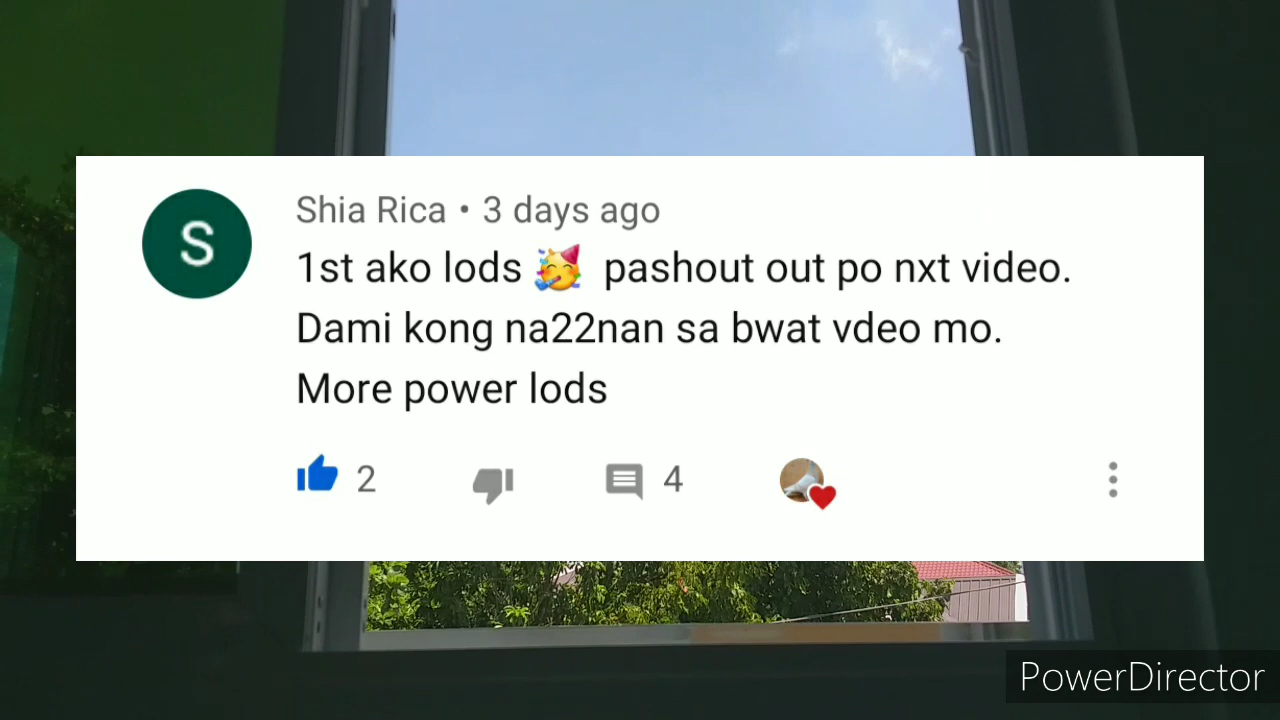 S
Shia Rica • 3 days ago
1st ako lods 🥳 pashout out po nxt video.
Dami kong na22nan sa bwat vdeo mo.
More power lods
2
4
PowerDirector